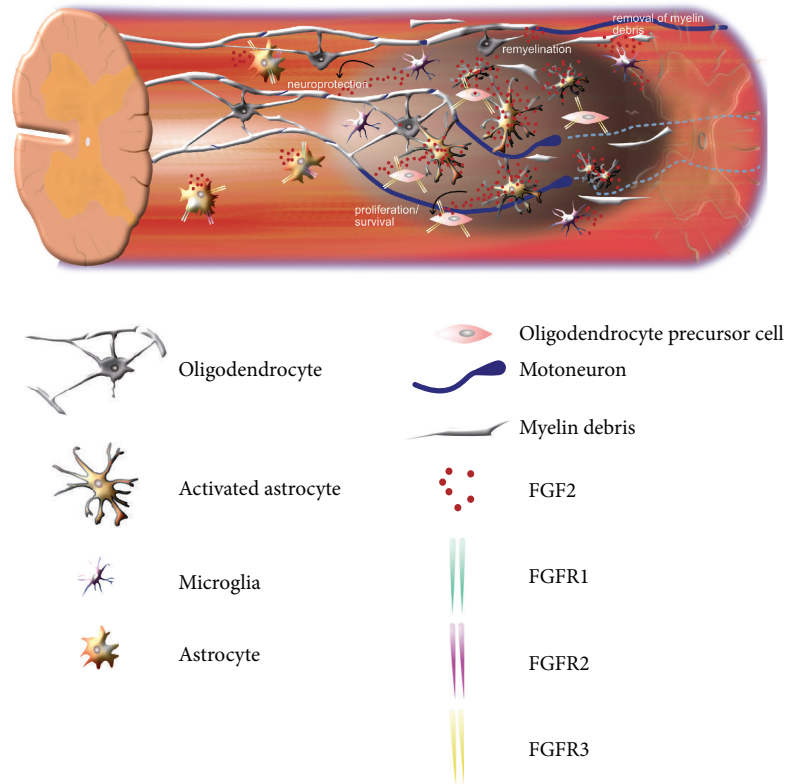 removal of myelin
debris
remyelination
neuroprotection
proliferation/
survival
Oligodendrocyte
Activated astrocyte
Microglia
Astrocyte
Oligodendrocyte precursor cell
Motoneuron
Myelin debris
FGF2
FGFR1
FGFR2
FGFR3